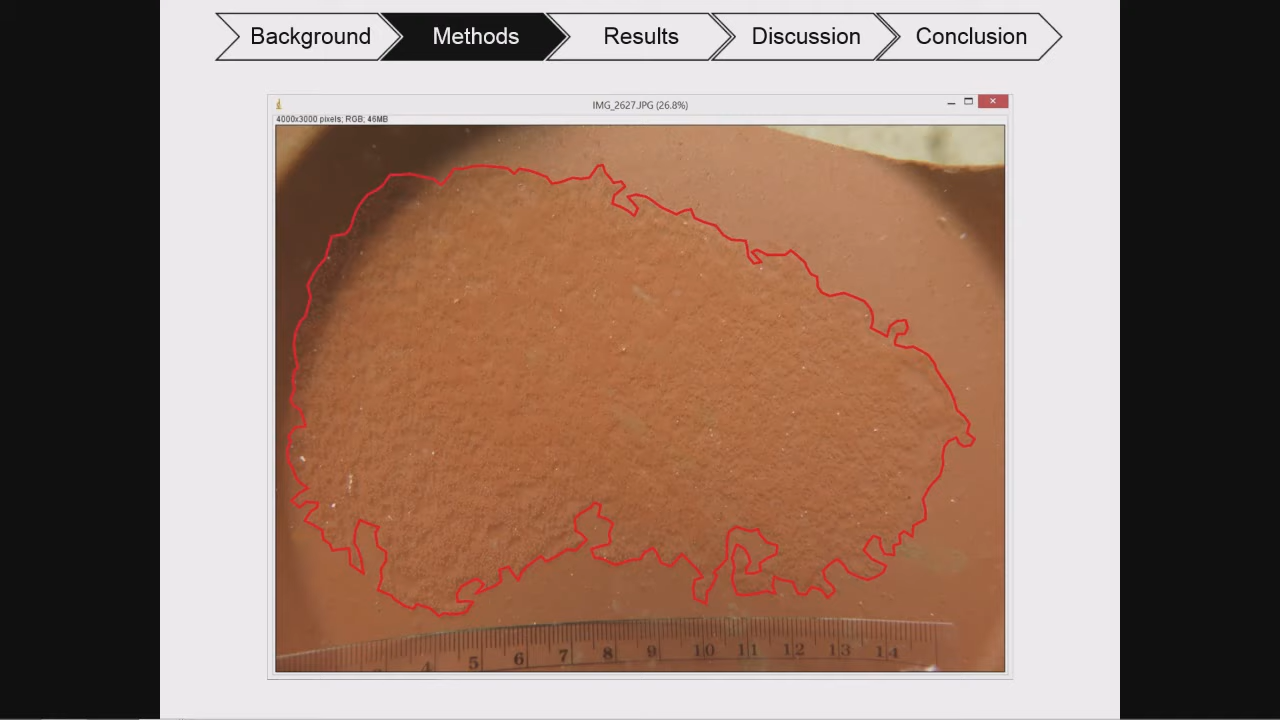 Background Methods Results Discussion Conclusion
IMG_2627.JPG (26.8%)
4000x3000 pixels; RGB; 46MB
4 5 6 7 8 9 10 11 12 13 14